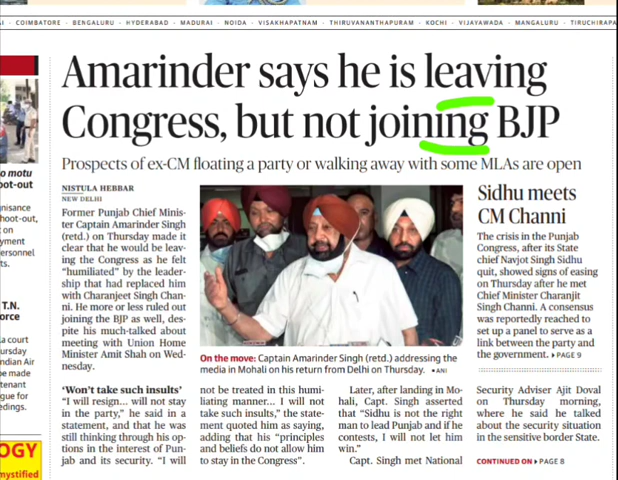 COIMBATORE · BENGALURU · HYDERABAD · MADURAI · NOIDA · VISAKHAPATNAM · THIRUVANANTHAPURAM · KOCHI · VIJAYAWADA · MANGALURU · TIRUCHIRAPA
Amarinder says he is leaving
Congress, but not joining BJP
Prospects of ex-CM floating a party or walking away with some MLAs are open
NISTULA HEBBAR
NEW DELHI
Former Punjab Chief Minis-
ter Captain Amarinder Singh
(retd.) on Thursday made it
clear that he would be leav-
ing the Congress as he felt
“humiliated” by the leader-
ship that had replaced him
with Charanjeet Singh Chan-
ni. He more or less ruled out
joining the BJP as well, des-
pite his much-talked about
meeting with Union Home
Minister Amit Shah on Wed-
nesday.
‘Won’t take such insults’
“I will resign... will not stay
in the party,” he said in a
statement, and that he was
still thinking through his op-
tions in the interest of Pun-
jab and its security. “I will
On the move: Captain Amarinder Singh (retd.) addressing the
media in Mohali on his return from Delhi on Thursday. • ANI
not be treated in this humi-
liating manner... I will not
take such insults,” the state-
ment quoted him as saying,
adding that his “principles
and beliefs do not allow him
to stay in the Congress”.
Later, after landing in Mo-
hali, Capt. Singh asserted
that “Sidhu is not the right
man to lead Punjab and if he
contests, I will not let him
win.”
Capt. Singh met National
Security Adviser Ajit Doval
on Thursday morning,
where he said he talked
about the security situation
in the sensitive border State.
CONTINUED ON ▸ PAGE 8
Sidhu meets
CM Channi
The crisis in the Punjab
Congress, after its State
chief Navjot Singh Sidhu
quit, showed signs of easing
on Thursday after he met
Chief Minister Charanjit
Singh Channi. A consensus
was reportedly reached to
set up a panel to serve as a
link between the party and
the government. ▸ PAGE 9
o motu
oot-out
gnisance
hoot-out,
on
yment
ersonnel
ts.
T.N.
orce
a court
ursday
ndian Air
be made
tenant
gue for
edings.
OGY
mystified